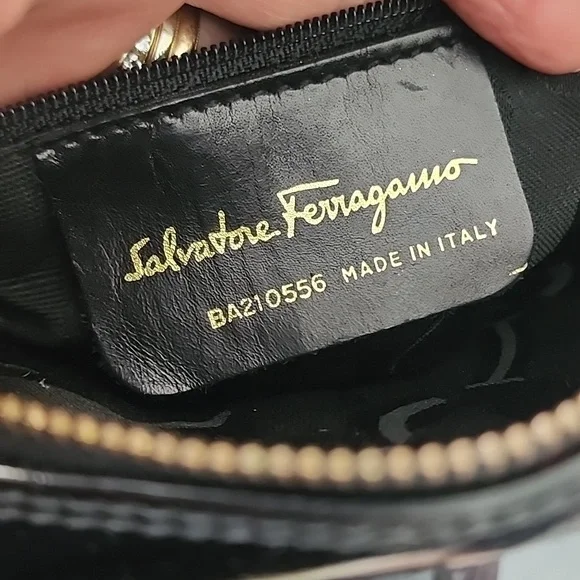 Salvatore Ferragamo
BA210556 MADE IN ITALY